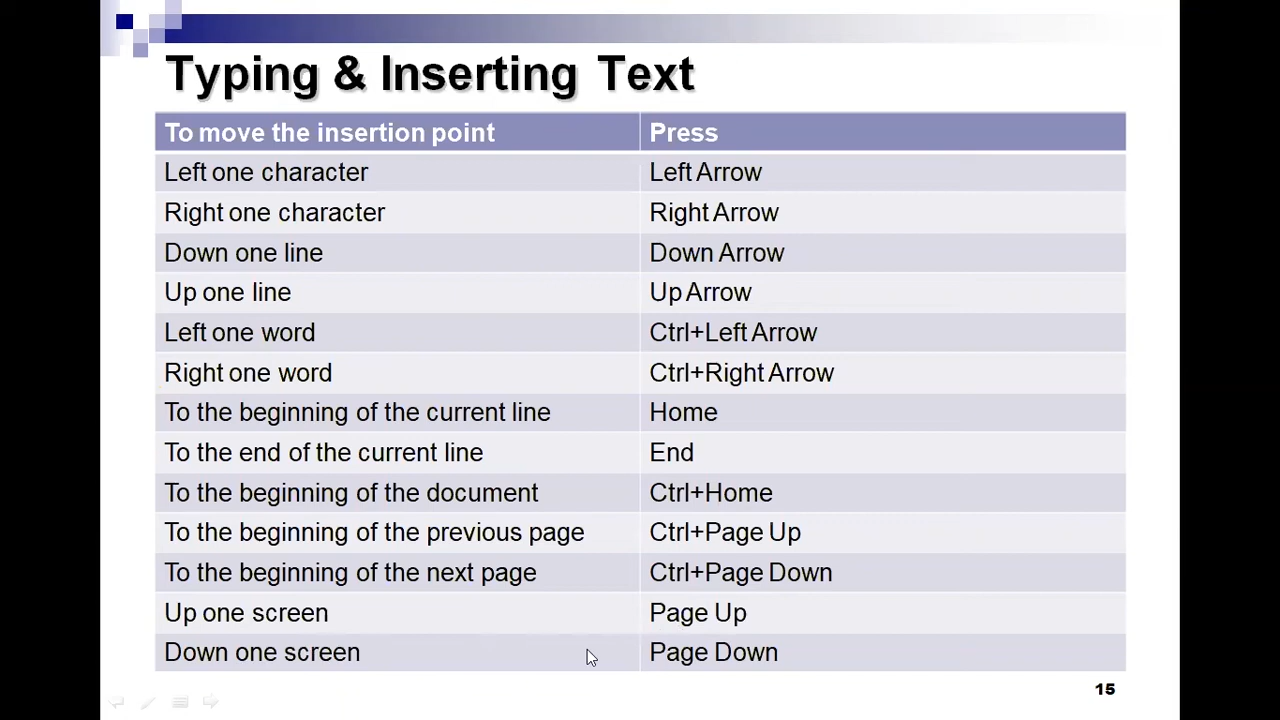 Typing & Inserting Text
To move the insertion point Press
Left one character Left Arrow
Right one character Right Arrow
Down one line Down Arrow
Up one line Up Arrow
Left one word Ctrl+Left Arrow
Right one word Ctrl+Right Arrow
To the beginning of the current line Home
To the end of the current line End
To the beginning of the document Ctrl+Home
To the beginning of the previous page Ctrl+Page Up
To the beginning of the next page Ctrl+Page Down
Up one screen Page Up
Down one screen Page Down
15